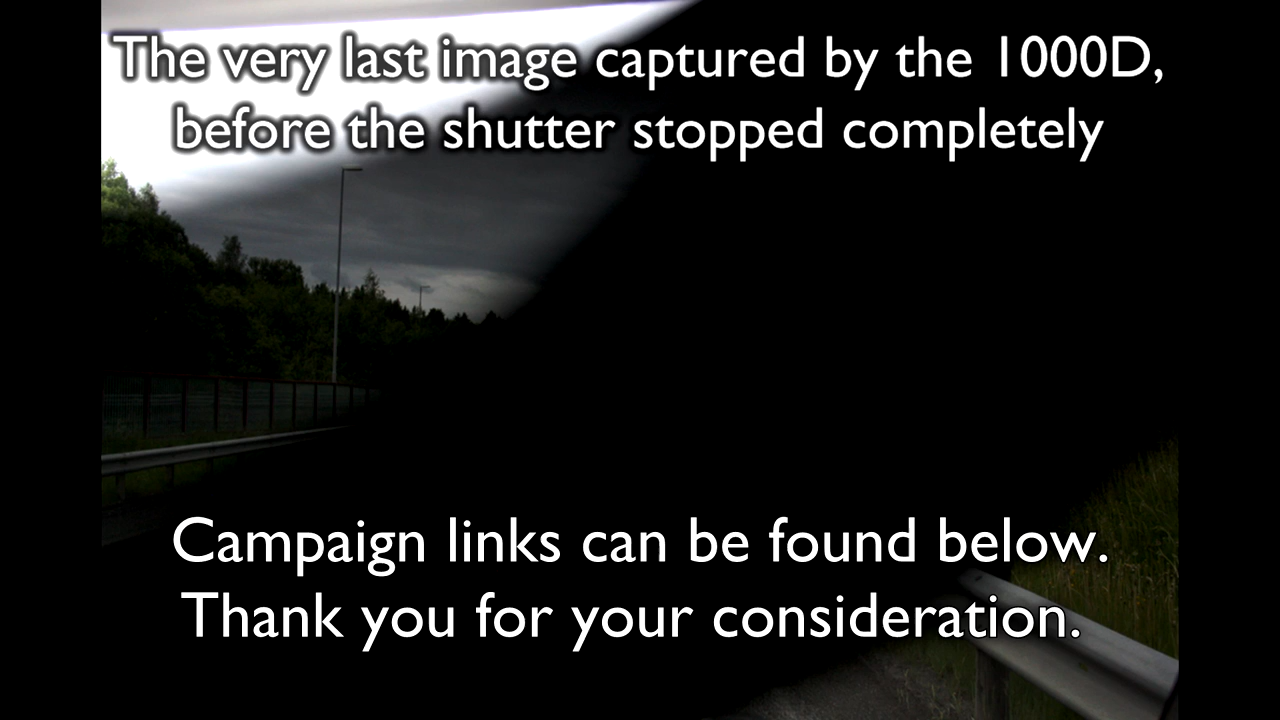 The very last image captured by the 1000D,
before the shutter stopped completely
Campaign links can be found below.
Thank you for your consideration.